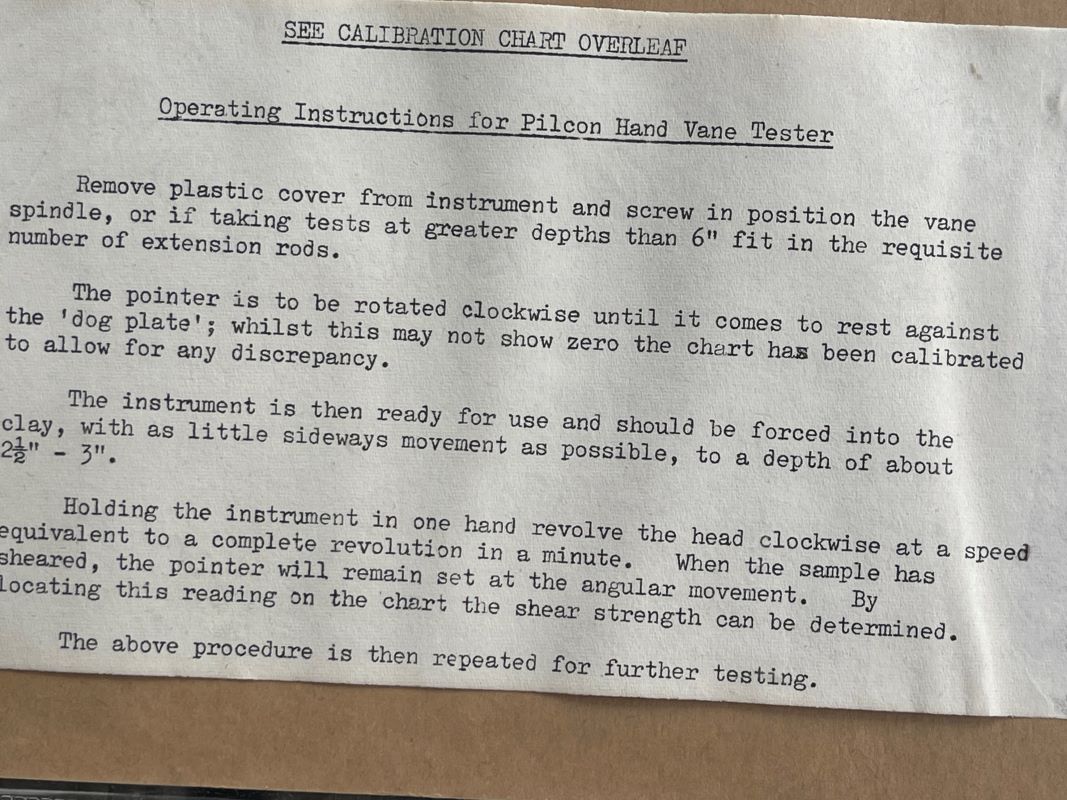 SEE CALIBRATION CHART OVERLEAF
Operating Instructions for Pilcon Hand Vane Tester
Remove plastic cover from instrument and screw in position the vane
spindle, or if taking tests at greater depths than 6" fit in the requisite
number of extension rods.
The pointer is to be rotated clockwise until it comes to rest against
the 'dog plate'; whilst this may not show zero the chart has been calibrated
to allow for any discrepancy.
The instrument is then ready for use and should be forced into the
clay, with as little sideways movement as possible, to a depth of about
2½" - 3".
Holding the instrument in one hand revolve the head clockwise at a speed
equivalent to a complete revolution in a minute. When the sample has
sheared, the pointer will remain set at the angular movement. By
locating this reading on the chart the shear strength can be determined.
The above procedure is then repeated for further testing.